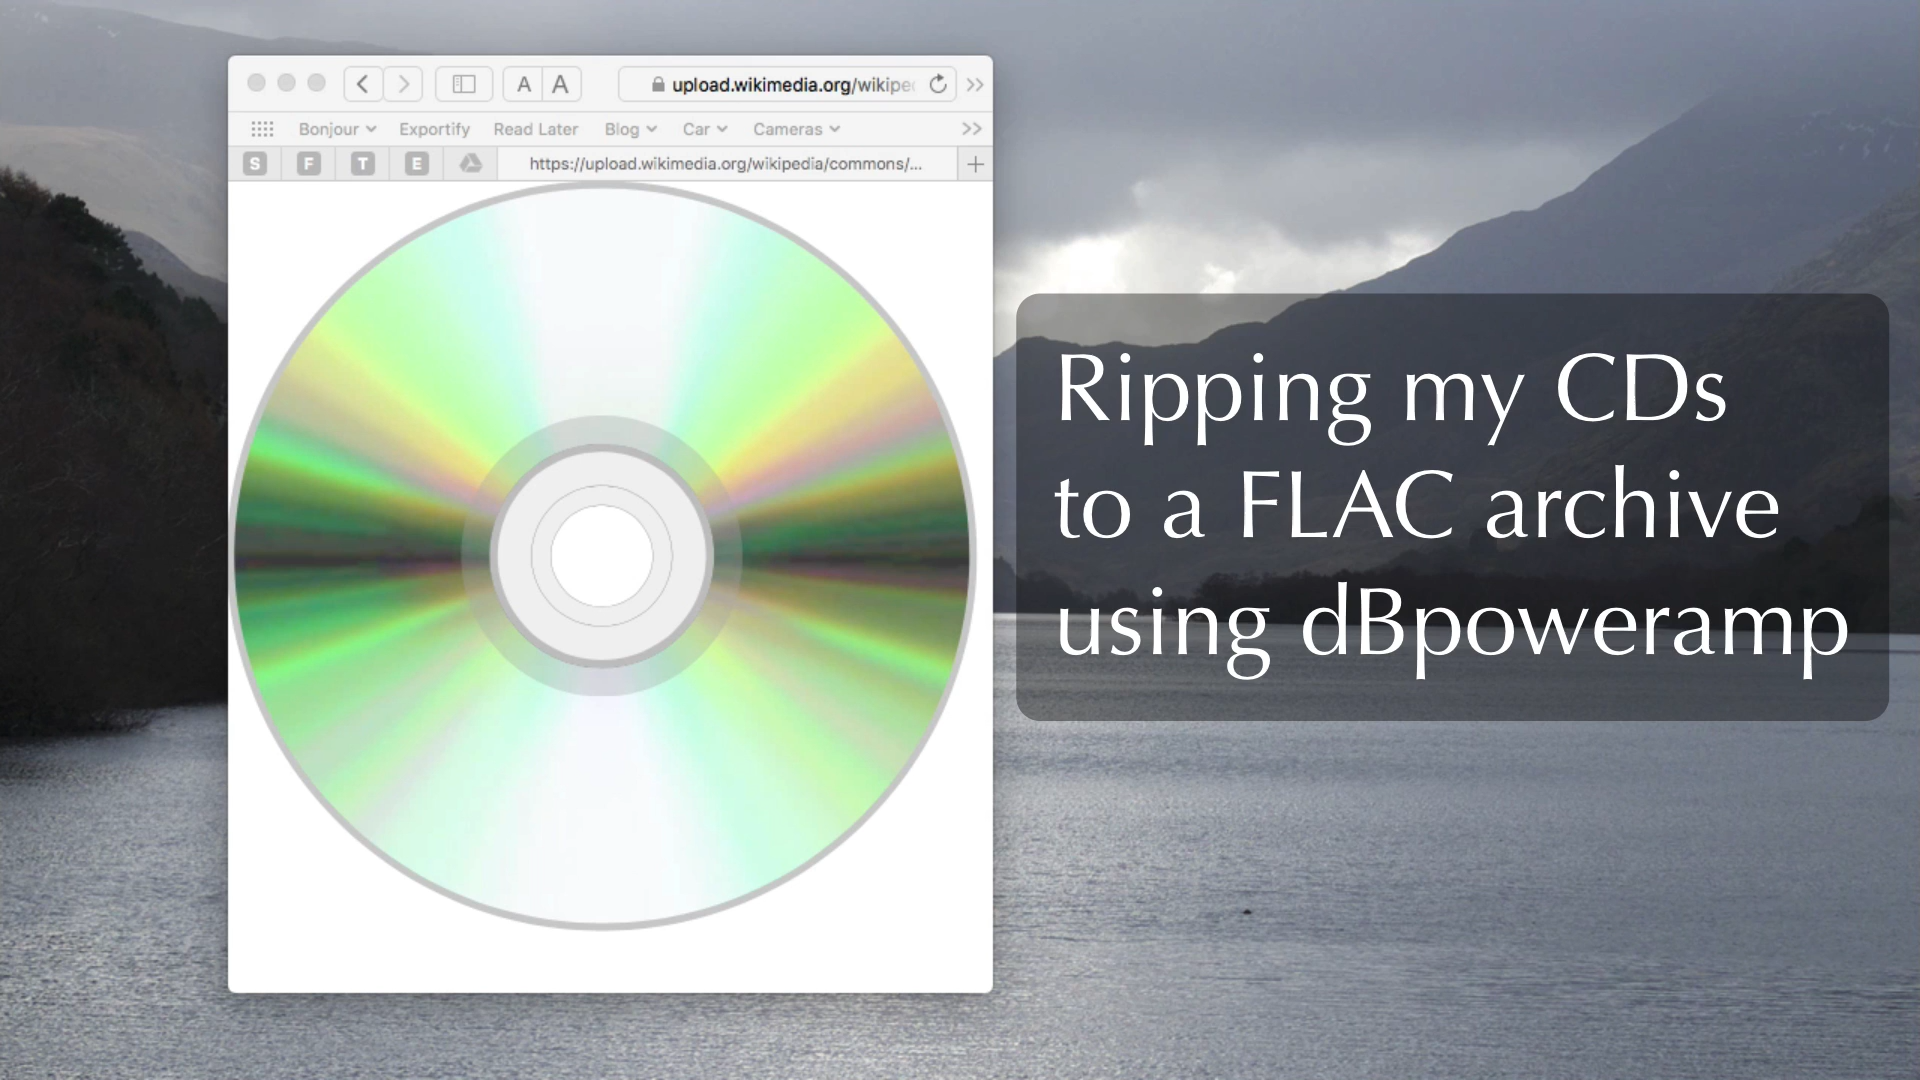 A A upload.wikimedia.org/wikipe
Bonjour Exportify Read Later Blog Car Cameras
S F T E https://upload.wikimedia.org/wikipedia/commons/...
Ripping my CDs
to a FLAC archive
using dBpoweramp